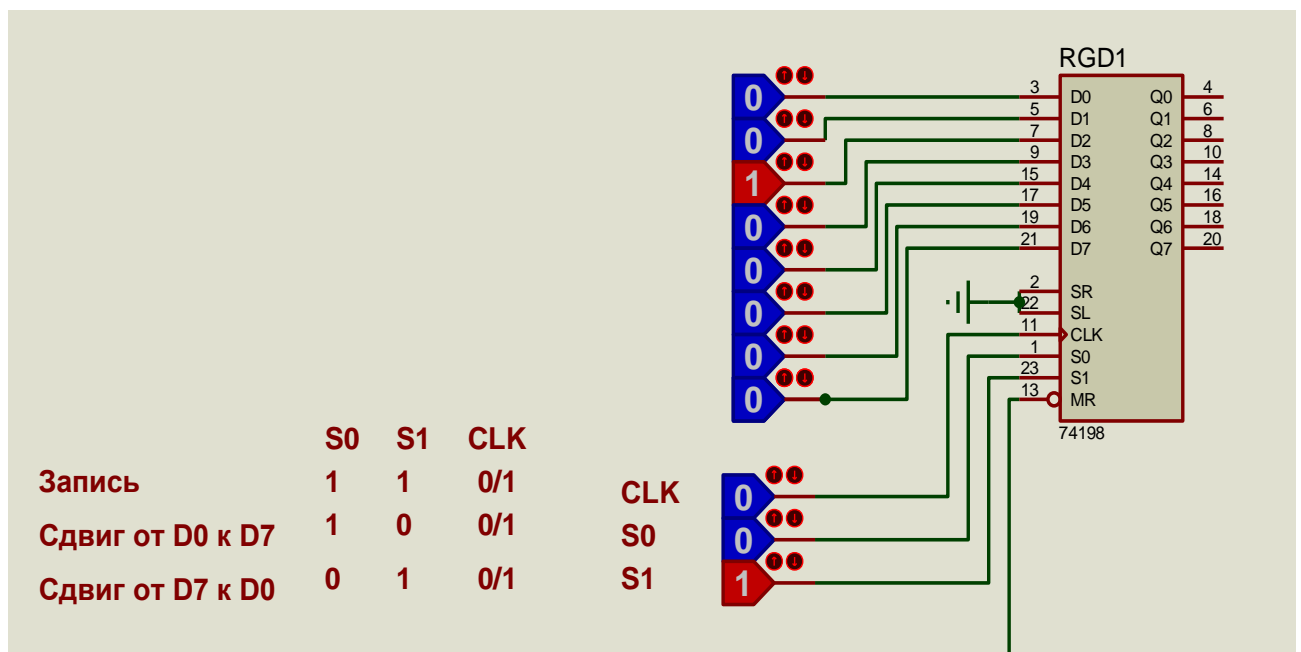 RGD1
0 3 D0 Q0 4
0 5 D1 Q1 6
1 7 D2 Q2 8
0 9 D3 Q3 10
0 15 D4 Q4 14
0 17 D5 Q5 16
0 19 D6 Q6 18
0 21 D7 Q7 20
2 SR
22 SL
11 CLK
1 S0
23 S1
13 MR
74198
S0 S1 CLK
Запись 1 1 0/1
Сдвиг от D0 к D7 1 0 0/1
Сдвиг от D7 к D0 0 1 0/1
CLK 0
S0 0
S1 1